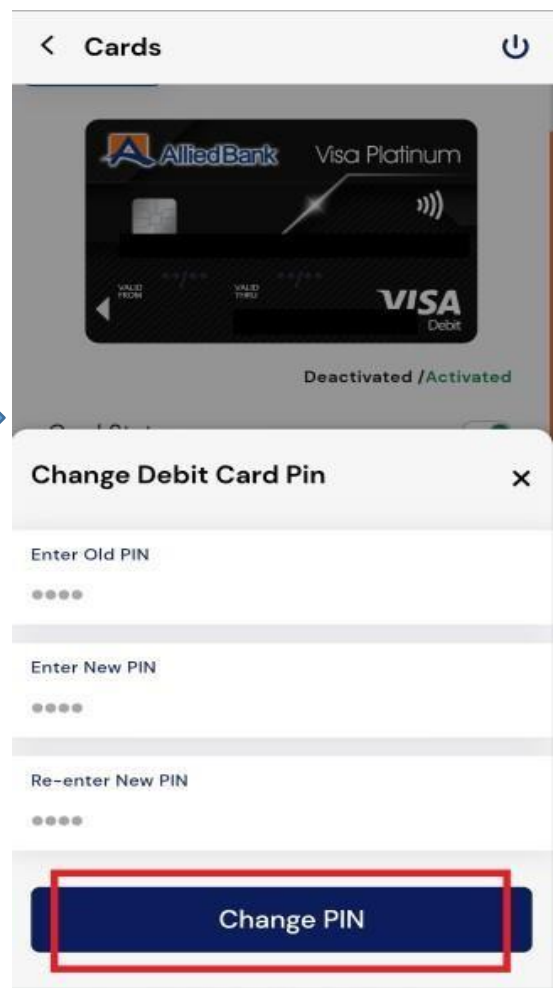 Cards
AlliedBank Visa Platinum
VALID FROM **/** VALID THRU **/**
VISA
Debit
Deactivated /Activated
Change Debit Card Pin
Enter Old PIN
Enter New PIN
Re-enter New PIN
Change PIN